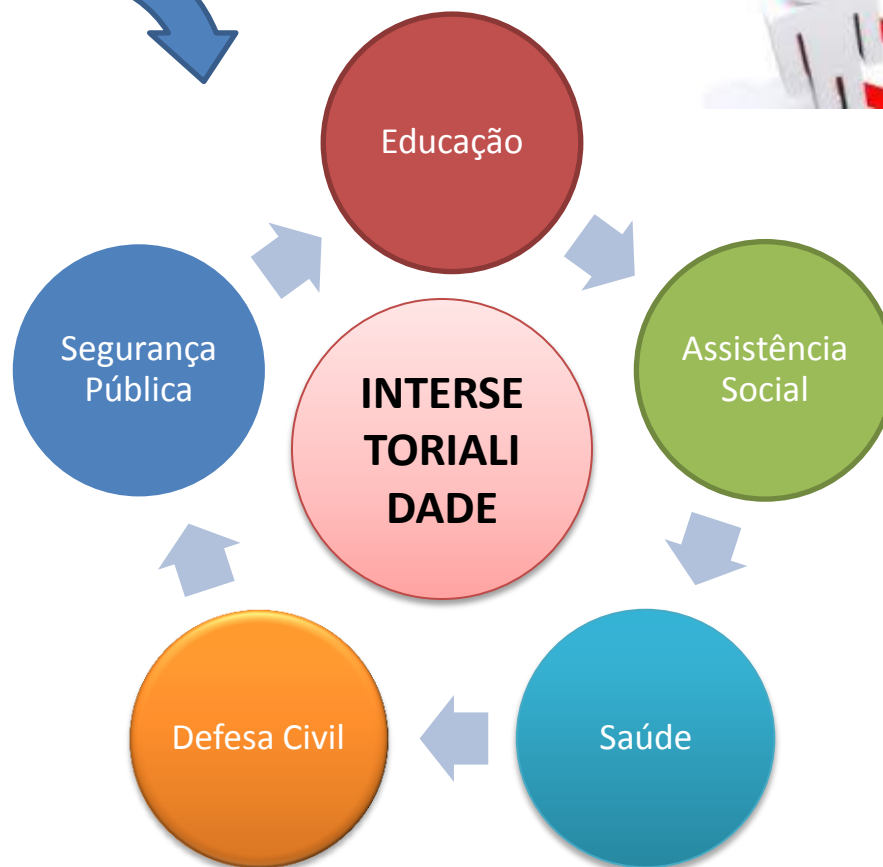 Educação
Segurança
Pública
Assistência
Social
INTERSE
TORIALI
DADE
Defesa Civil
Saúde